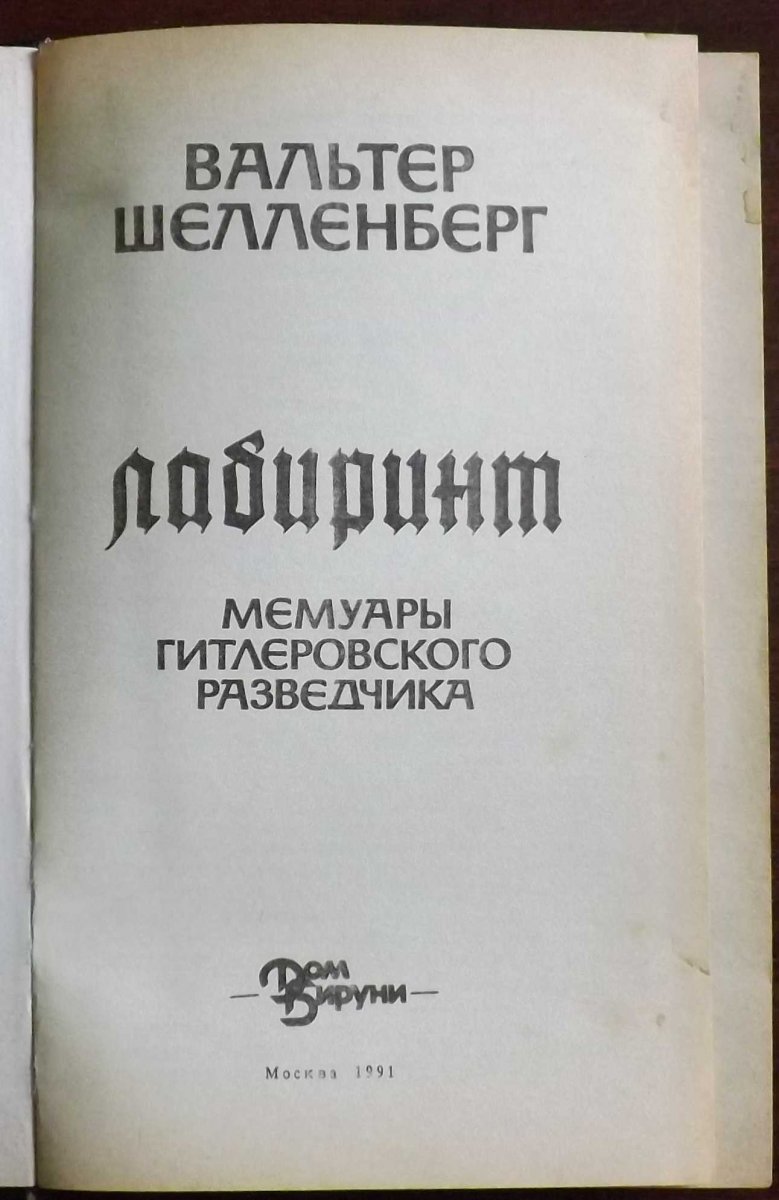 ВАЛЬТЕР
ШЕЛЛЕНБЕРГ
лабиринт
МЕМУАРЫ
ГИТЛЕРОВСКОГО
РАЗВЕДЧИКА
Дом
Бируни
Москва 1991